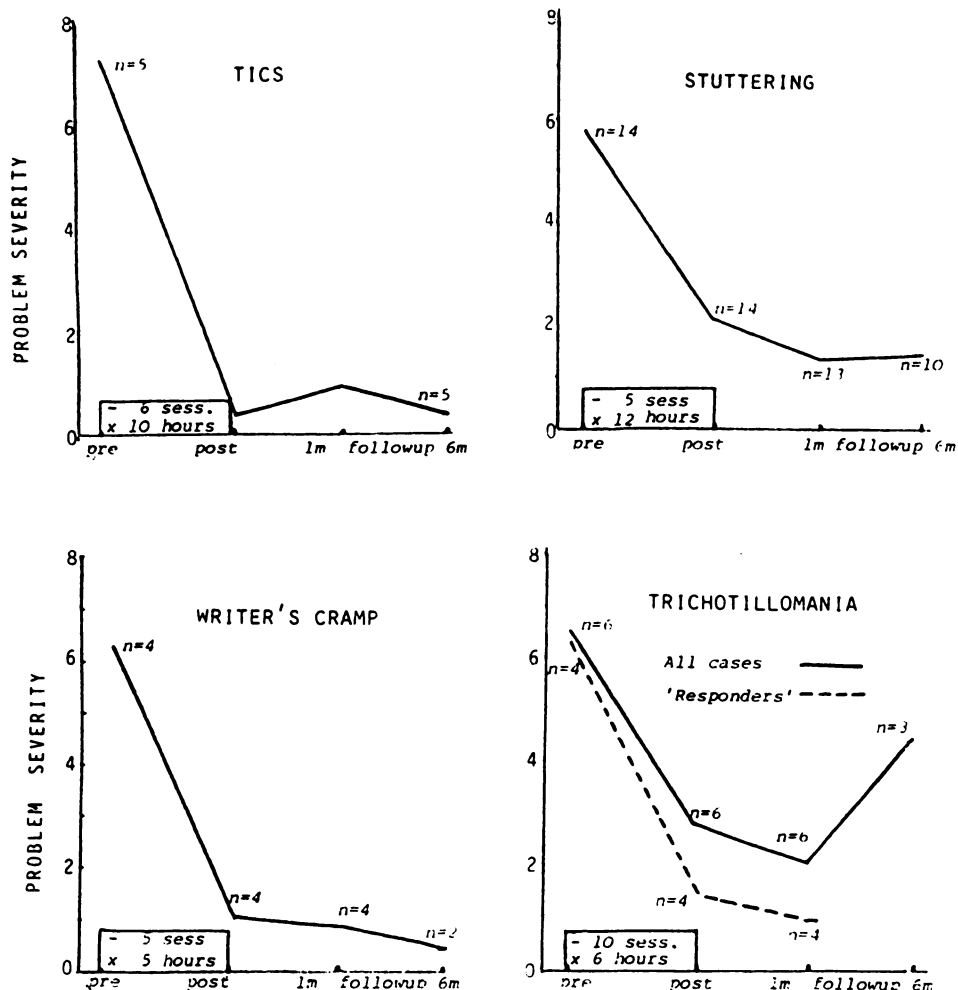 8
n=5
TICS
6
PROBLEM SEVERITY
4
2
n=5
- 6 sess.
x 10 hours
0
pre post 1m followup 6m
8
STUTTERING
6
n=14
4
n=14
2
n=13
n=10
- 5 sess
x 12 hours
0
pre post 1m followup 6m
8
WRITER'S CRAMP
n=4
6
PROBLEM SEVERITY
4
2
n=4
n=4
n=2
- 5 sess
x 5 hours
0
pre post 1m followup 6m
8
TRICHOTILLOMANIA
n=6
6
n=4
All cases
'Responders'
n=3
4
n=6
n=6
2
n=4
n=4
- 10 sess.
x 6 hours
0
pre post 1m followup 6m